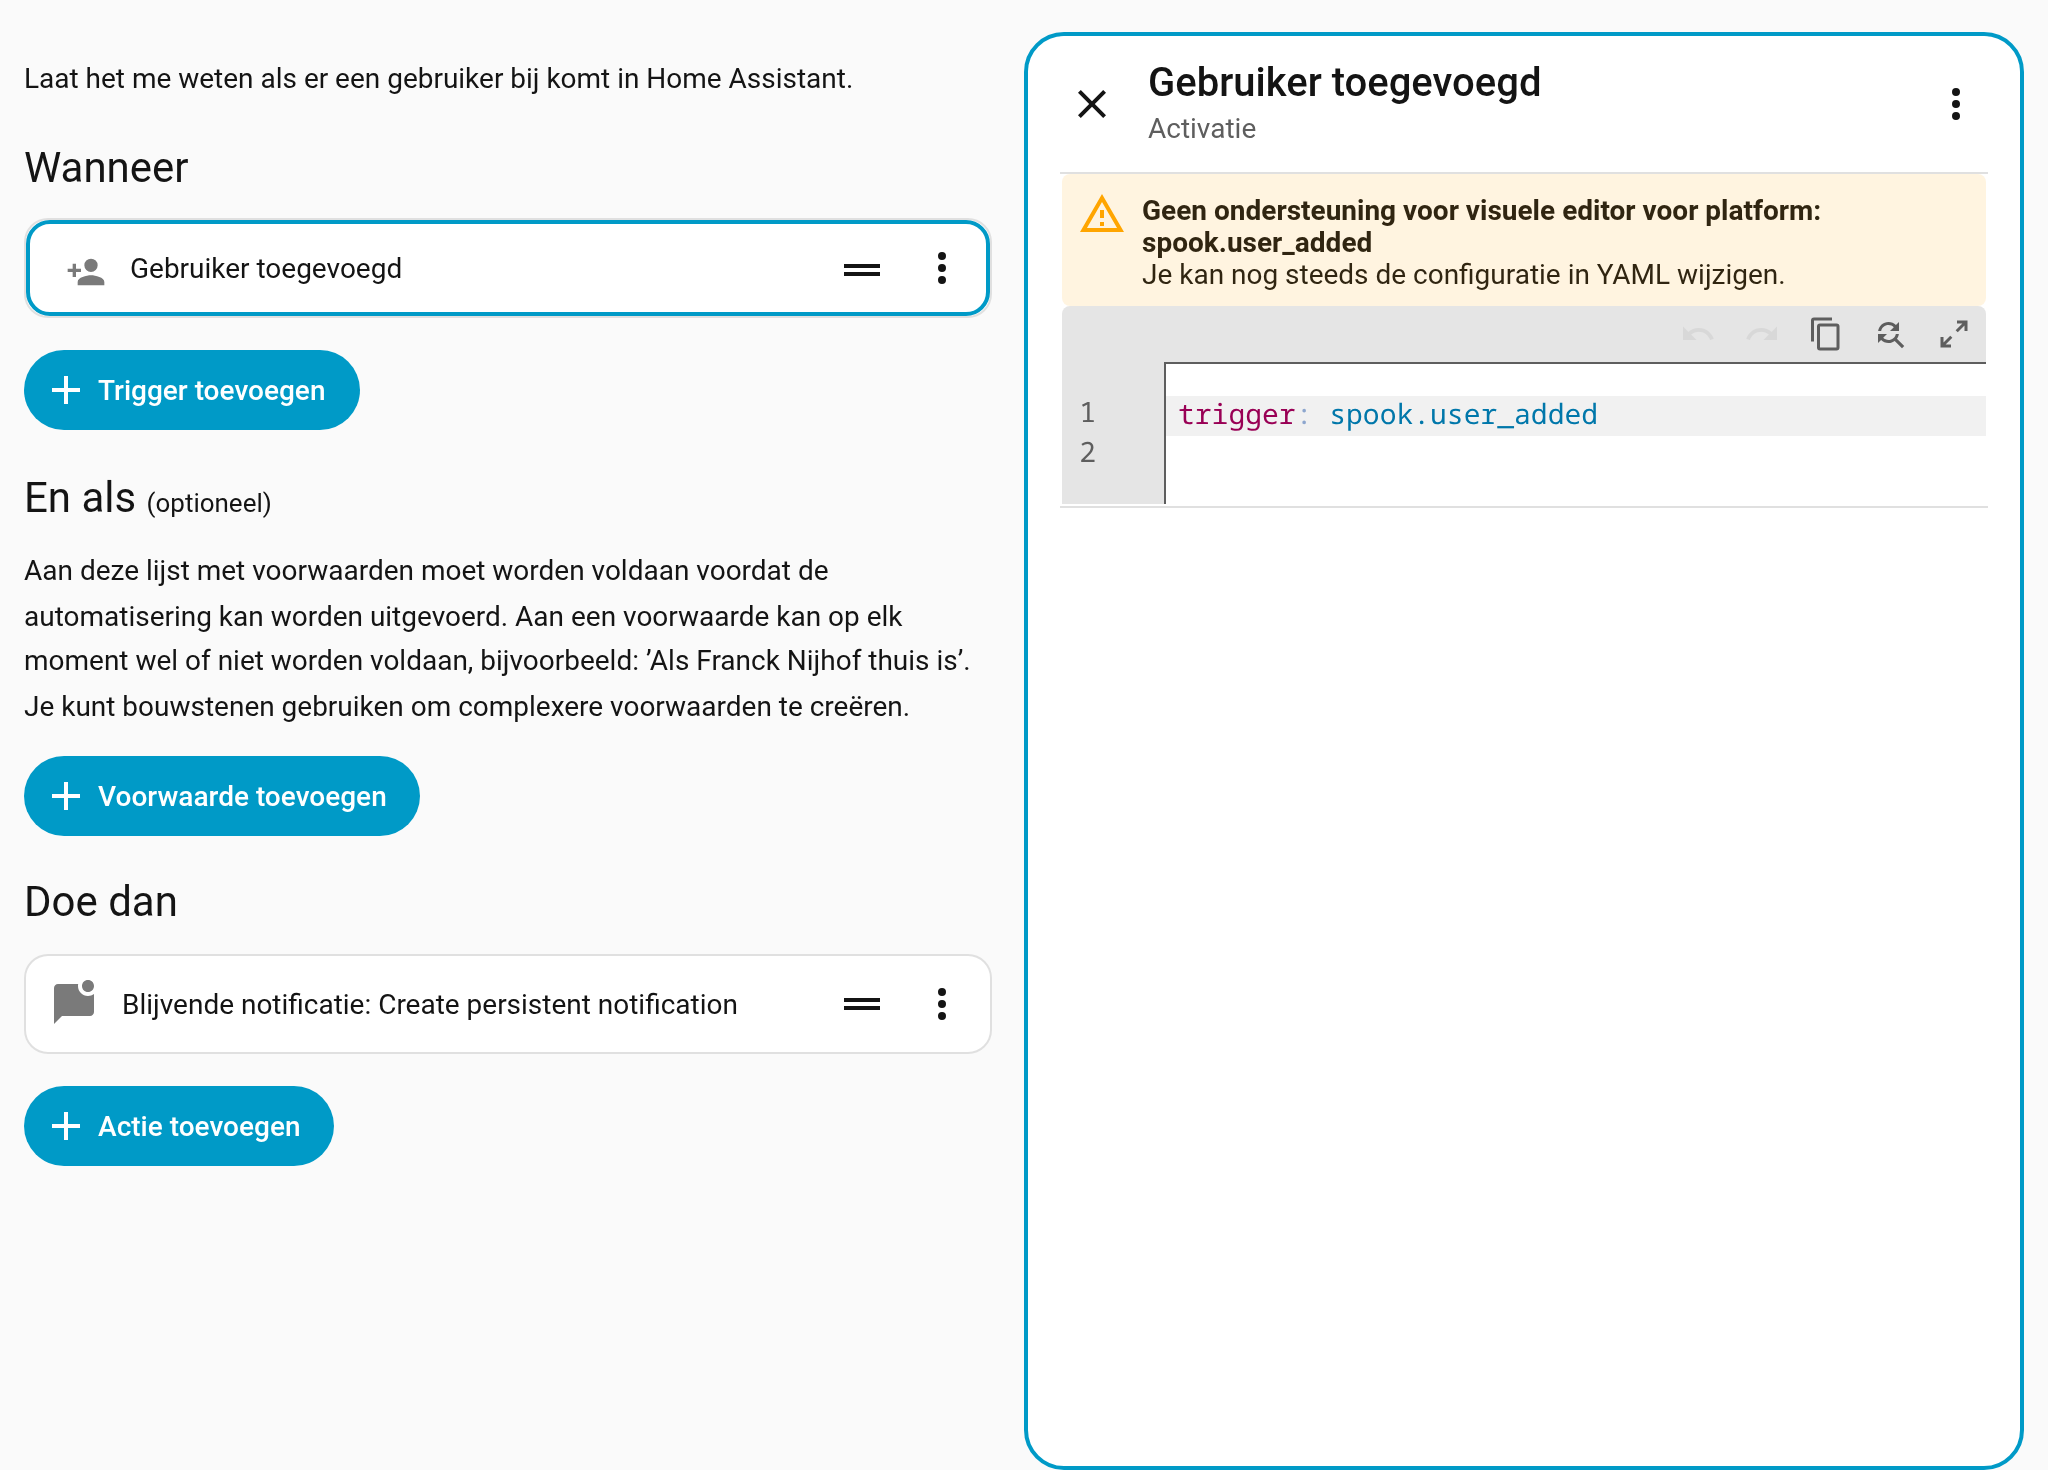 Laat het me weten als er een gebruiker bij komt in Home Assistant.
Wanneer
Gebruiker toegevoegd
Trigger toevoegen
En als (optioneel)
Aan deze lijst met voorwaarden moet worden voldaan voordat de
automatisering kan worden uitgevoerd. Aan een voorwaarde kan op elk
moment wel of niet worden voldaan, bijvoorbeeld: ’Als Franck Nijhof thuis is’.
Je kunt bouwstenen gebruiken om complexere voorwaarden te creëren.
Voorwaarde toevoegen
Doe dan
Blijvende notificatie: Create persistent notification
Actie toevoegen
Gebruiker toegevoegd
Activatie
Geen ondersteuning voor visuele editor voor platform:
spook.user_added
Je kan nog steeds de configuratie in YAML wijzigen.
1 trigger: spook.user_added
2